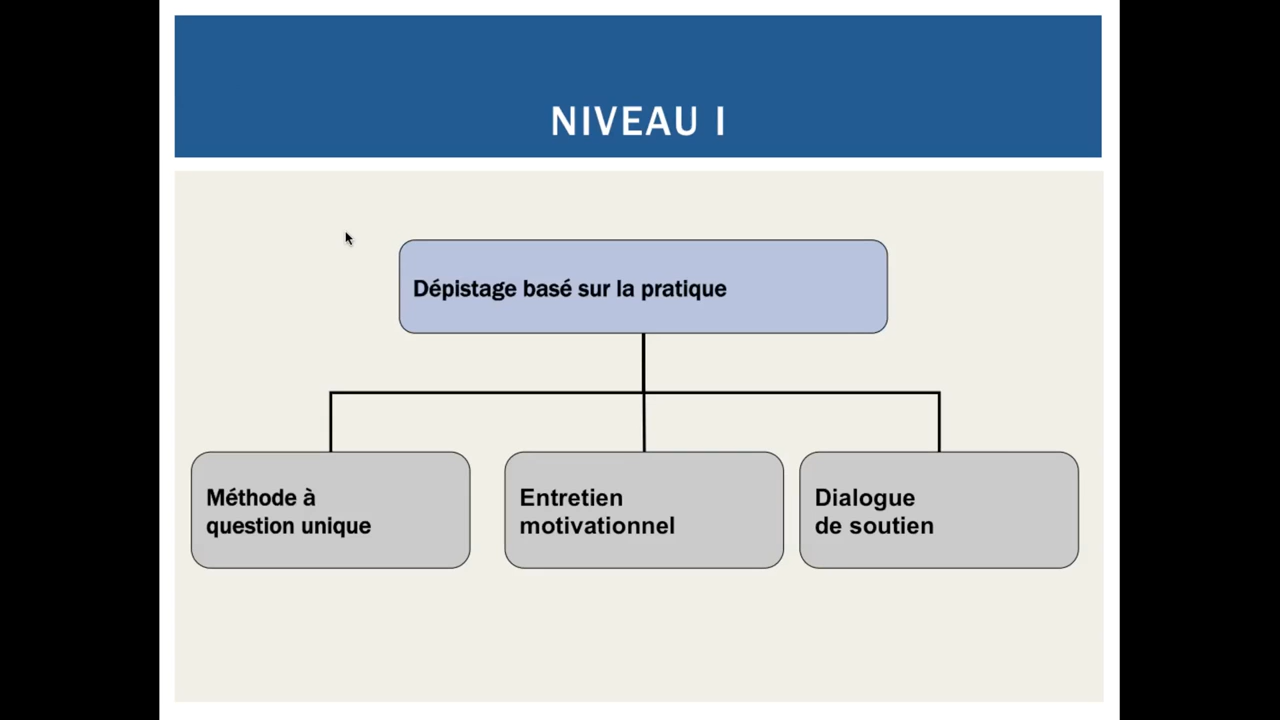 NIVEAU I
Dépistage basé sur la pratique
Méthode à
question unique
Entretien
motivationnel
Dialogue
de soutien